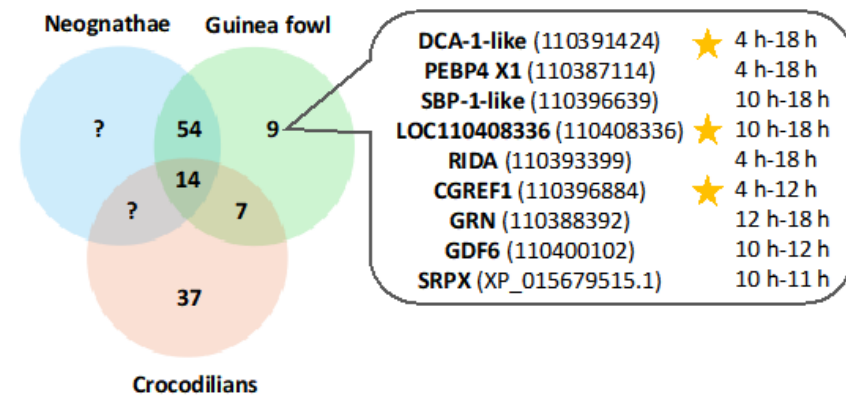 Neognathae
Guinea fowl
?
54
9
14
?
7
37
Crocodilians
DCA-1-like (110391424) 4 h-18 h
PEBP4 X1 (110387114) 4 h-18 h
SBP-1-like (110396639) 10 h-18 h
LOC110408336 (110408336) 10 h-18 h
RIDA (110393399) 4 h-18 h
CGREF1 (110396884) 4 h-12 h
GRN (110388392) 12 h-18 h
GDF6 (110400102) 10 h-12 h
SRPX (XP_015679515.1) 10 h-11 h